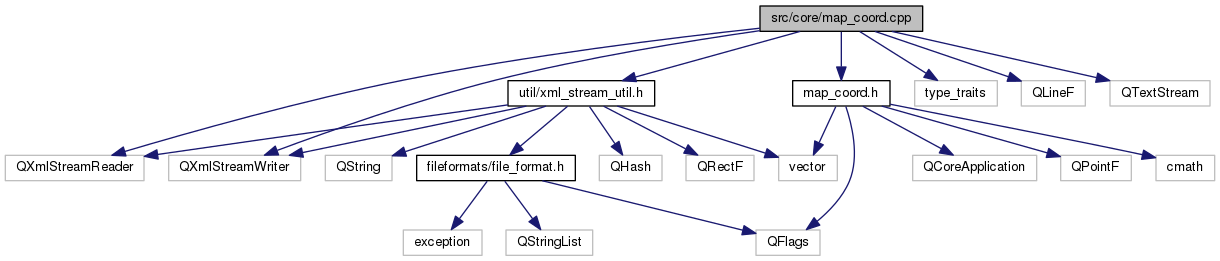 src/core/map_coord.cpp
util/xml_stream_util.h
map_coord.h
type_traits
QLineF
QTextStream
QXmlStreamReader
QXmlStreamWriter
QString
fileformats/file_format.h
QHash
QRectF
vector
QCoreApplication
QPointF
cmath
exception
QStringList
QFlags